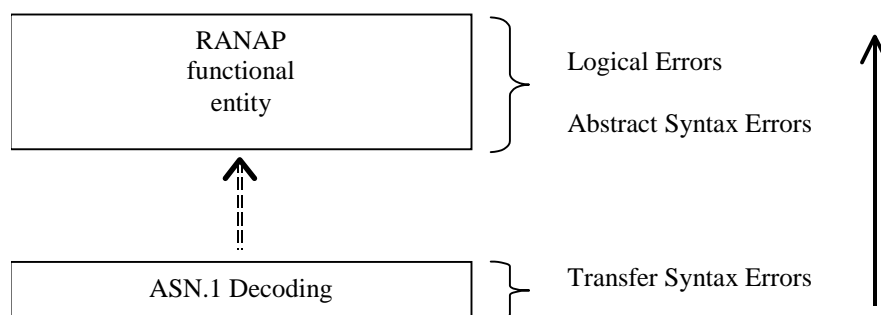 RANAP
functional
entity
Logical Errors
Abstract Syntax Errors
ASN.1 Decoding
Transfer Syntax Errors